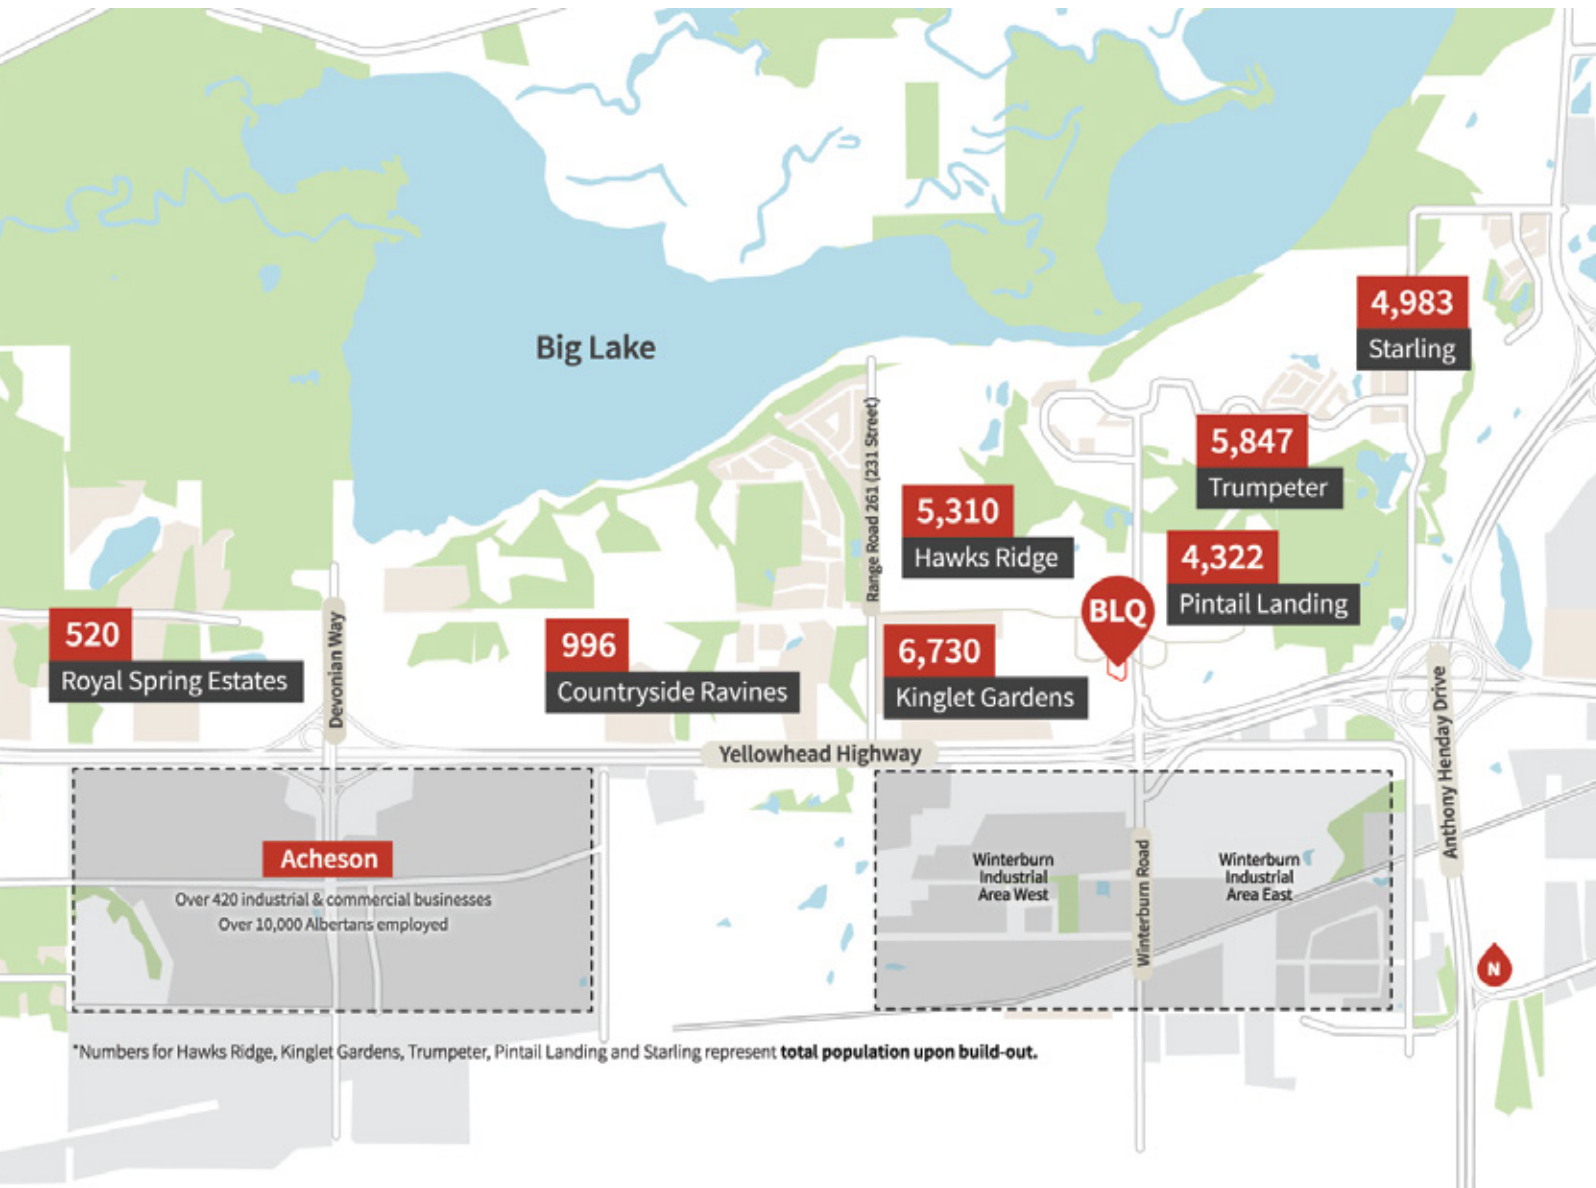 Big Lake
4,983
Starling
5,847
Trumpeter
Range Road 261 (231 Street)
5,310
Hawks Ridge
4,322
Pintail Landing
BLQ
520
Royal Spring Estates
Devonian Way
996
Countryside Ravines
6,730
Kinglet Gardens
Anthony Henday Drive
Yellowhead Highway
Acheson
Over 420 industrial & commercial businesses
Over 10,000 Albertans employed
Winterburn
Industrial
Area West
Winterburn Road
Winterburn
Industrial
Area East
N
*Numbers for Hawks Ridge, Kinglet Gardens, Trumpeter, Pintail Landing and Starling represent total population upon build-out.